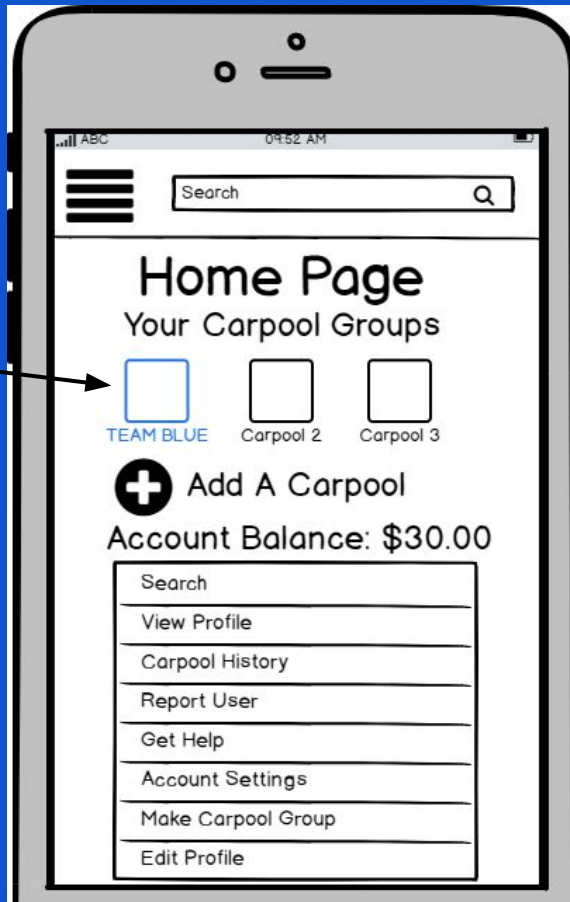 ABC 09:52 AM
Search
Home Page
Your Carpool Groups
TEAM BLUE Carpool 2 Carpool 3
Add A Carpool
Account Balance: $30.00
Search
View Profile
Carpool History
Report User
Get Help
Account Settings
Make Carpool Group
Edit Profile